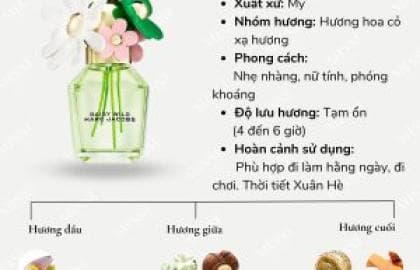 Xuất xứ: Mỹ
Nhóm hương: Hương hoa cỏ
xạ hương
Phong cách:
Nhẹ nhàng, nữ tính, phóng
khoáng
Độ lưu hương: Tạm ổn
(4 đến 6 giờ)
Hoàn cảnh sử dụng:
Phù hợp đi làm hằng ngày, đi
chơi. Thời tiết Xuân Hè
DAISY WILD
MARC JACOBS
Hương đầu
Hương giữa
Hương cuối